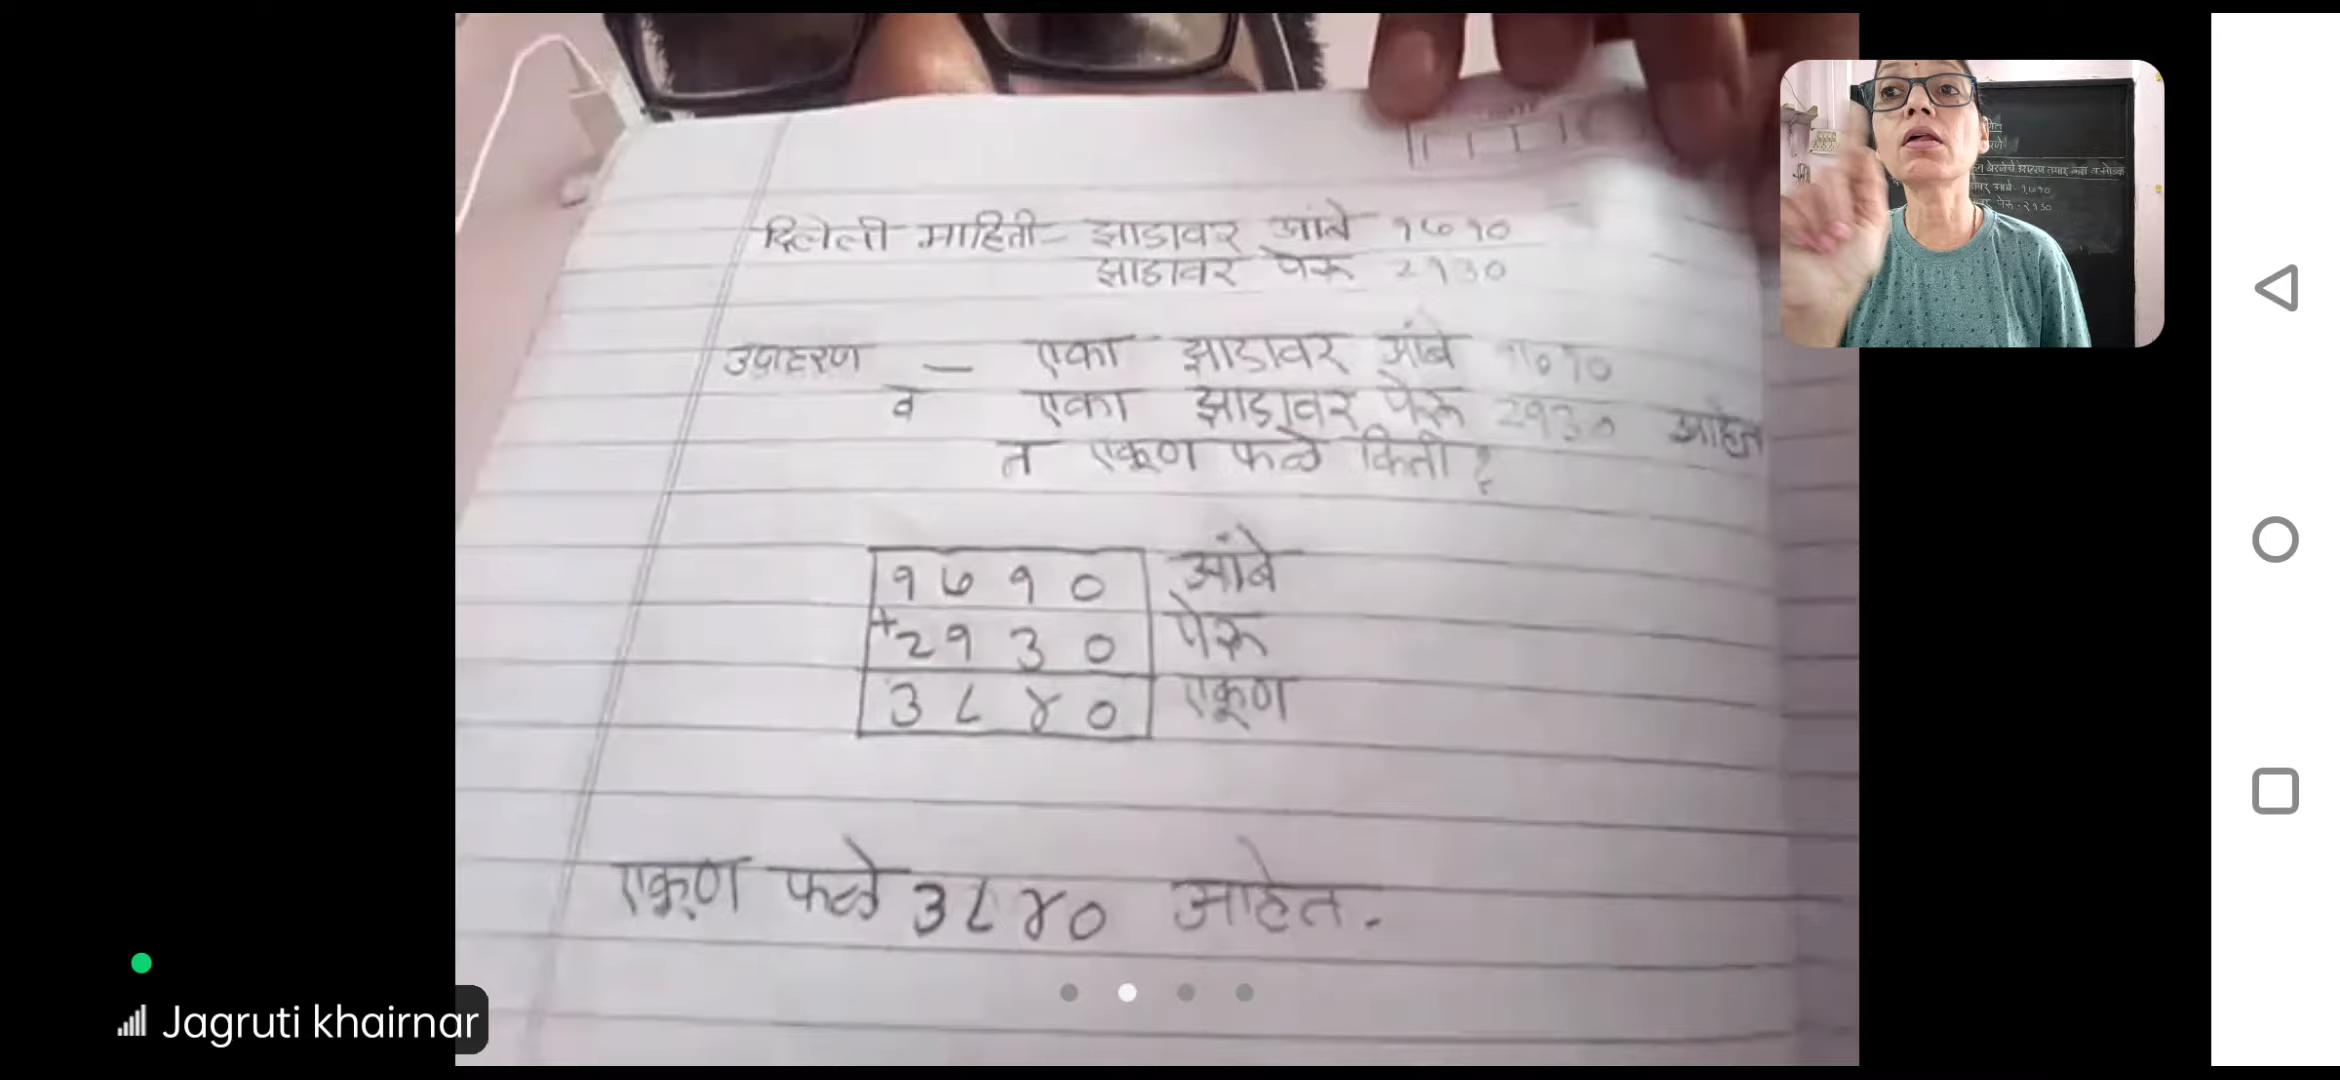 दिलेली माहिती - झाडावर आंबे १७१०
झाडावर पेरू २१३०
उदाहरण - एका झाडावर आंबे १७१०
व एका झाडावर पेरू २१३० आहेत
त एकूण फळे किती?
१७१० आंबे
+२१३० पेरू
३८४० एकूण
एकूण फळे ३८४० आहेत.
Jagruti khairnar